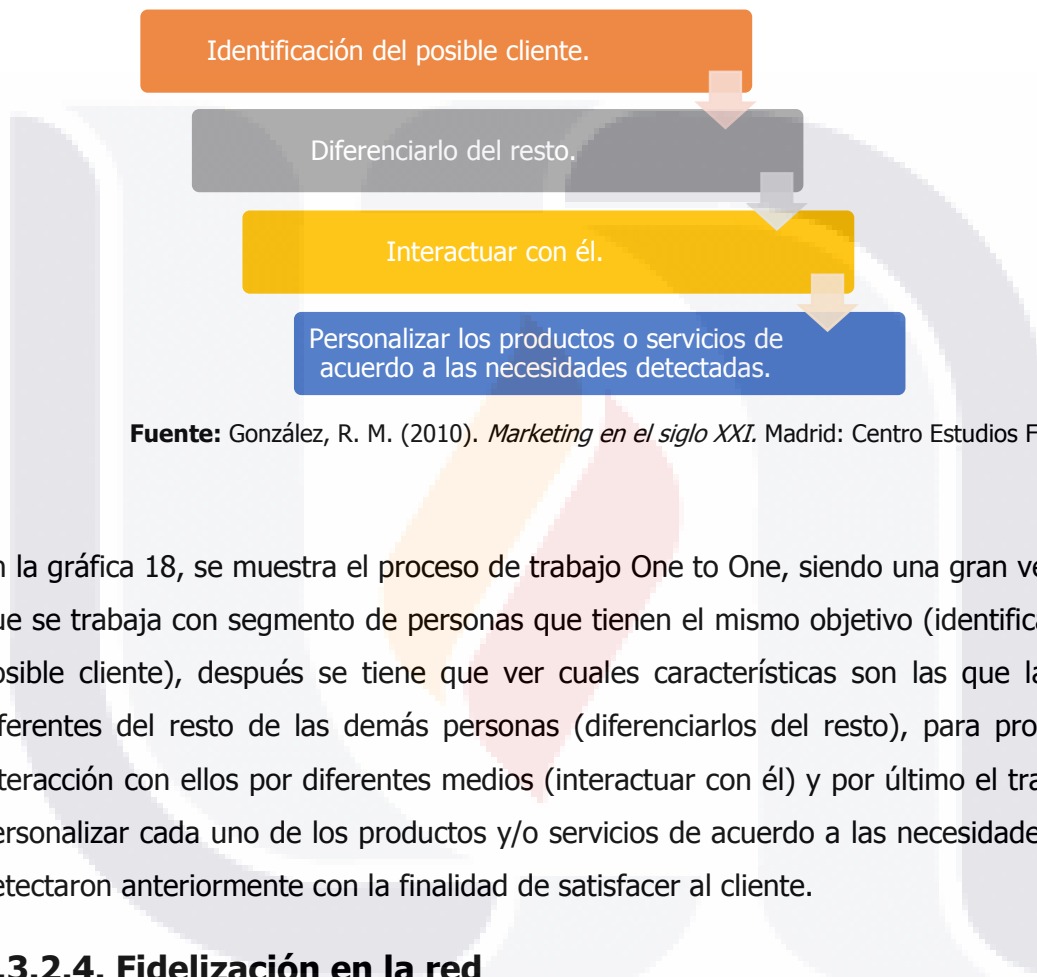 Identificación del posible cliente.
Diferenciarlo del resto.
Interactuar con él.
Personalizar los productos o servicios de
acuerdo a las necesidades detectadas.
Fuente: González, R. M. (2010). Marketing en el siglo XXI. Madrid: Centro Estudios F
n la gráfica 18, se muestra el proceso de trabajo One to One, siendo una gran ve
ue se trabaja con segmento de personas que tienen el mismo objetivo (identifica
osible cliente), después se tiene que ver cuales características son las que la
ferentes del resto de las demás personas (diferenciarlos del resto), para pro
teracción con ellos por diferentes medios (interactuar con él) y por último el tra
ersonalizar cada uno de los productos y/o servicios de acuerdo a las necesidade
etectaron anteriormente con la finalidad de satisfacer al cliente.
.3.2.4. Fidelización en la red